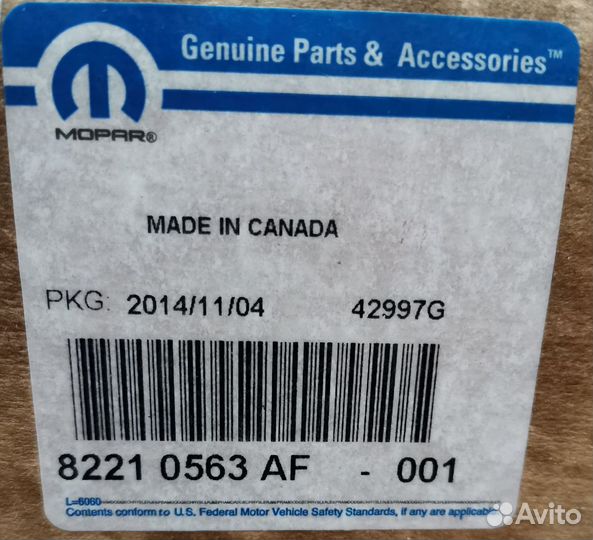 Genuine Parts & Accessories™
MOPAR®
MADE IN CANADA
PKG: 2014/11/04 42997G
8221 0563 AF - 001
L=6060
Contents conform to U.S. Federal Motor Vehicle Safety Standards, if any are applicable
Avito